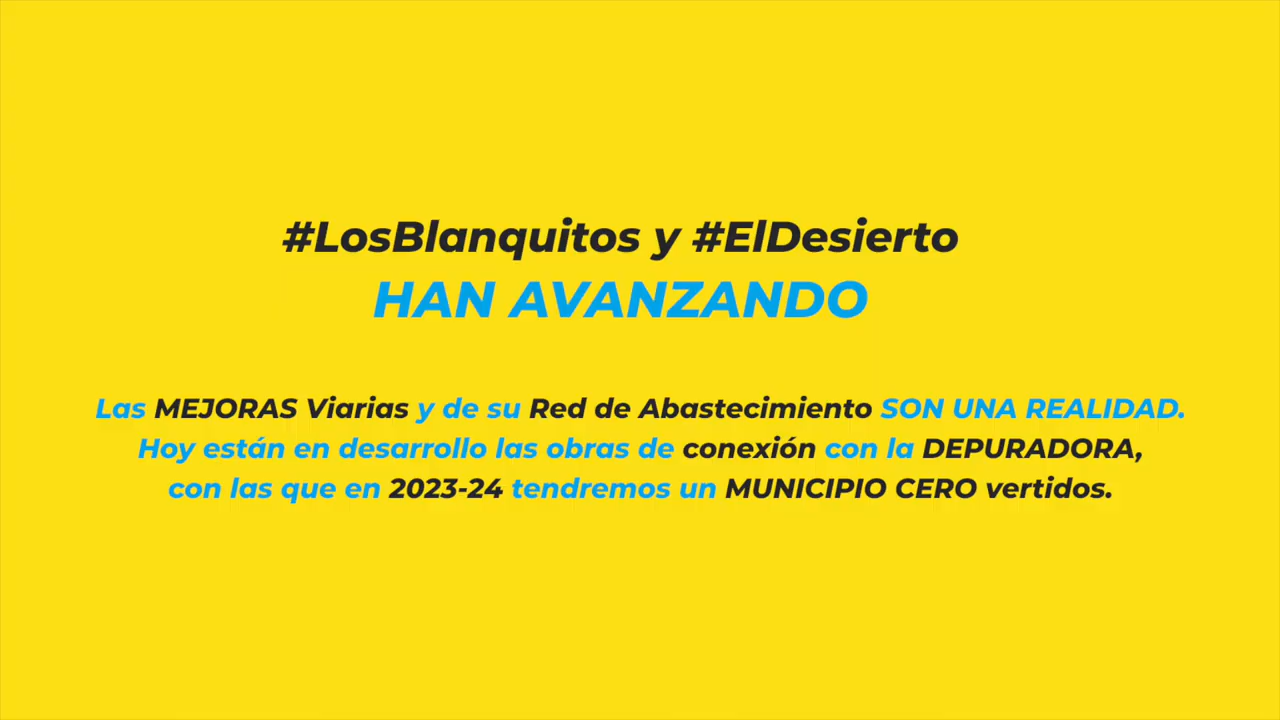 #LosBlanquitos y #ElDesierto
HAN AVANZANDO
Las MEJORAS Viarias y de su Red de Abastecimiento SON UNA REALIDAD.
Hoy están en desarrollo las obras de conexión con la DEPURADORA,
con las que en 2023-24 tendremos un MUNICIPIO CERO vertidos.